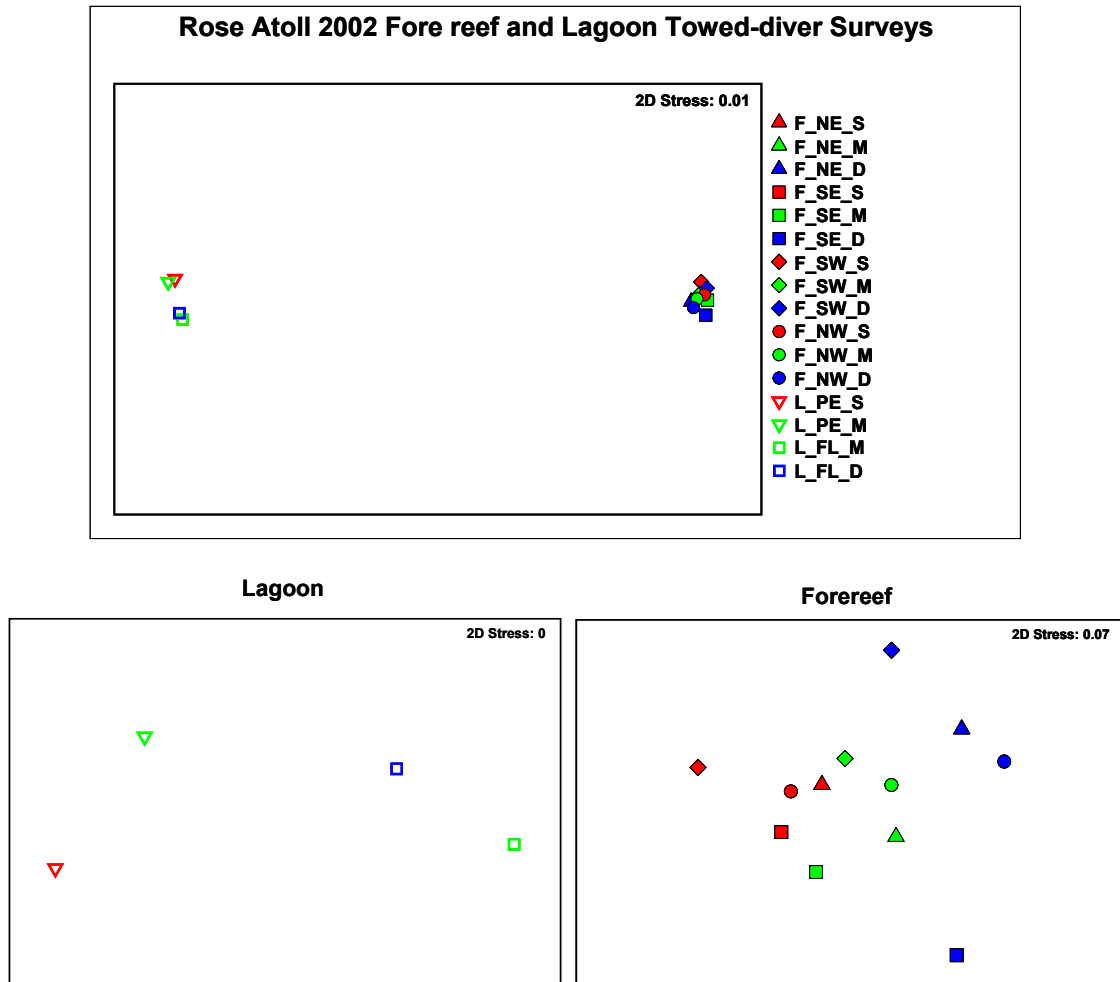 Rose Atoll 2002 Fore reef and Lagoon Towed-diver Surveys
2D Stress: 0.01
F_NE_S
F_NE_M
F_NE_D
F_SE_S
F_SE_M
F_SE_D
F_SW_S
F_SW_M
F_SW_D
F_NW_S
F_NW_M
F_NW_D
L_PE_S
L_PE_M
L_FL_M
L_FL_D
Lagoon
2D Stress: 0
Forereef
2D Stress: 0.07